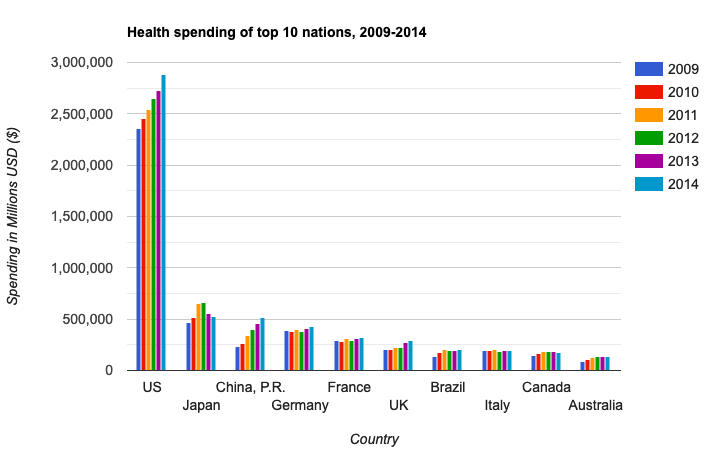 Health spending of top 10 nations, 2009-2014
Spending in Millions USD ($)
3,000,000
2,500,000
2,000,000
1,500,000
1,000,000
500,000
0
2009
2010
2011
2012
2013
2014
US
Japan
China, P.R.
Germany
France
UK
Brazil
Italy
Canada
Australia
Country